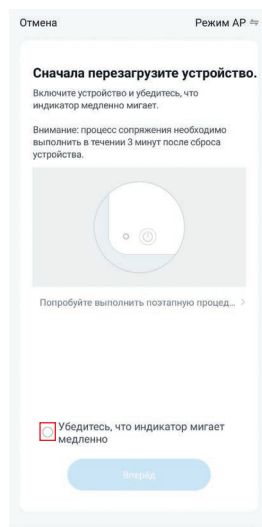 Отмена
Режим AP
Сначала перезагрузите устройство.
Включите устройство и убедитесь, что
индикатор медленно мигает.
Внимание: процесс сопряжения необходимо
выполнить в течении 3 минут после сброса
устройства.
Попробуйте выполнить поэтапную процед...
Убедитесь, что индикатор мигает
медленно
Вперёд